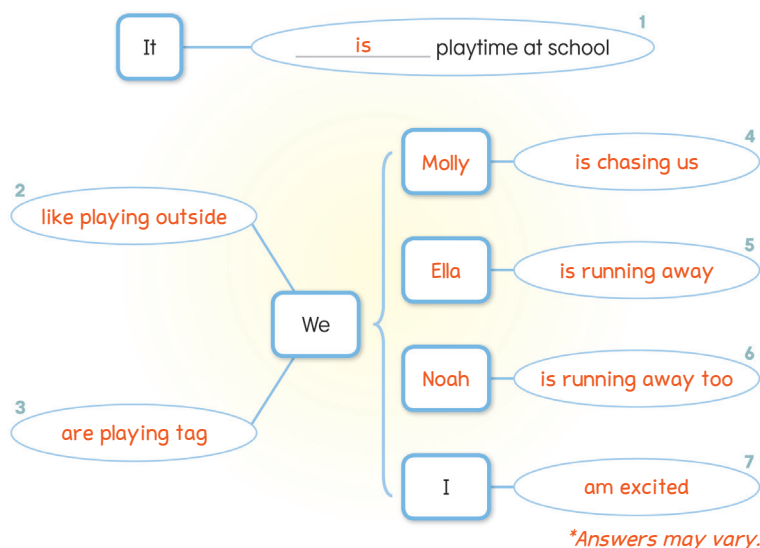 It
1
is playtime at school
2
like playing outside
3
are playing tag
We
Molly
4
is chasing us
Ella
5
is running away
Noah
6
is running away too
I
7
am excited
*Answers may vary.